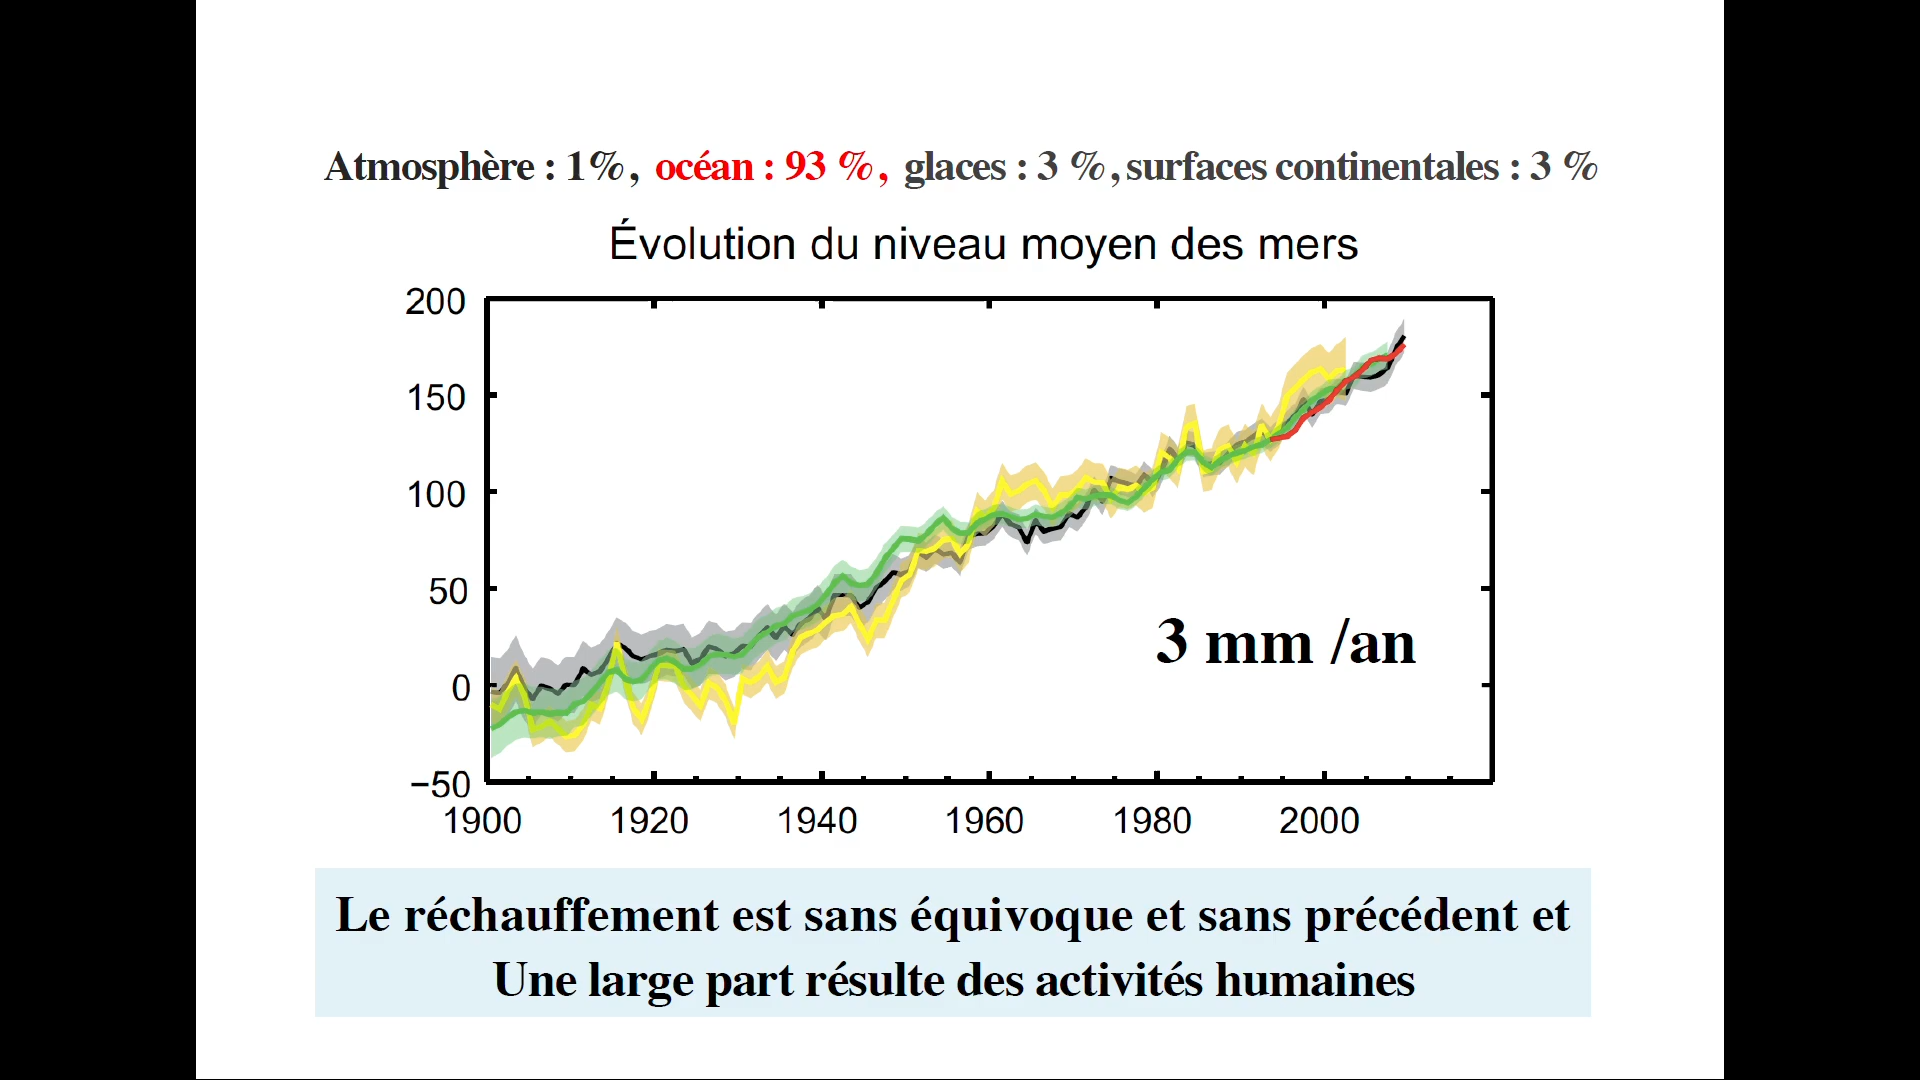 Atmosphère : 1%, océan : 93 %, glaces : 3 %, surfaces continentales : 3 %
Évolution du niveau moyen des mers
200
150
100
50
0
−50
3 mm /an
1900 1920 1940 1960 1980 2000
Le réchauffement est sans équivoque et sans précédent et
Une large part résulte des activités humaines